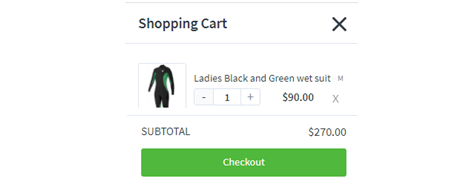 Shopping Cart
Ladies Black and Green wet suit M
- 1 + $90.00 X
SUBTOTAL $270.00
Checkout